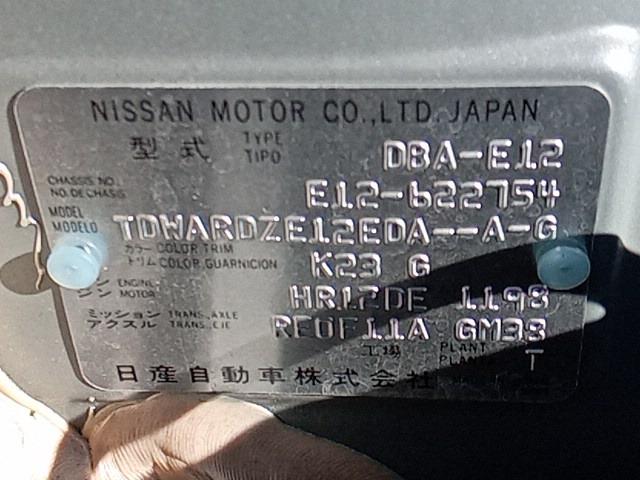 NISSAN MOTOR CO.,LTD.JAPAN
型式 TYPE TIPO DBA-E12
CHASSIS NO. NO.DE CHASIS E12-622754
MODEL MODELO TDWARDZE12EDA--A-G
カラー COLOR,TRIM
トリム COLOR,GUARNICION K23 G
ENGINE MOTOR HR12DE 1198
ミッション TRANS.,AXLE
アクスル TRANS.,EJE RE0F11A GM38
工場 PLANT T
日産自動車株式会社